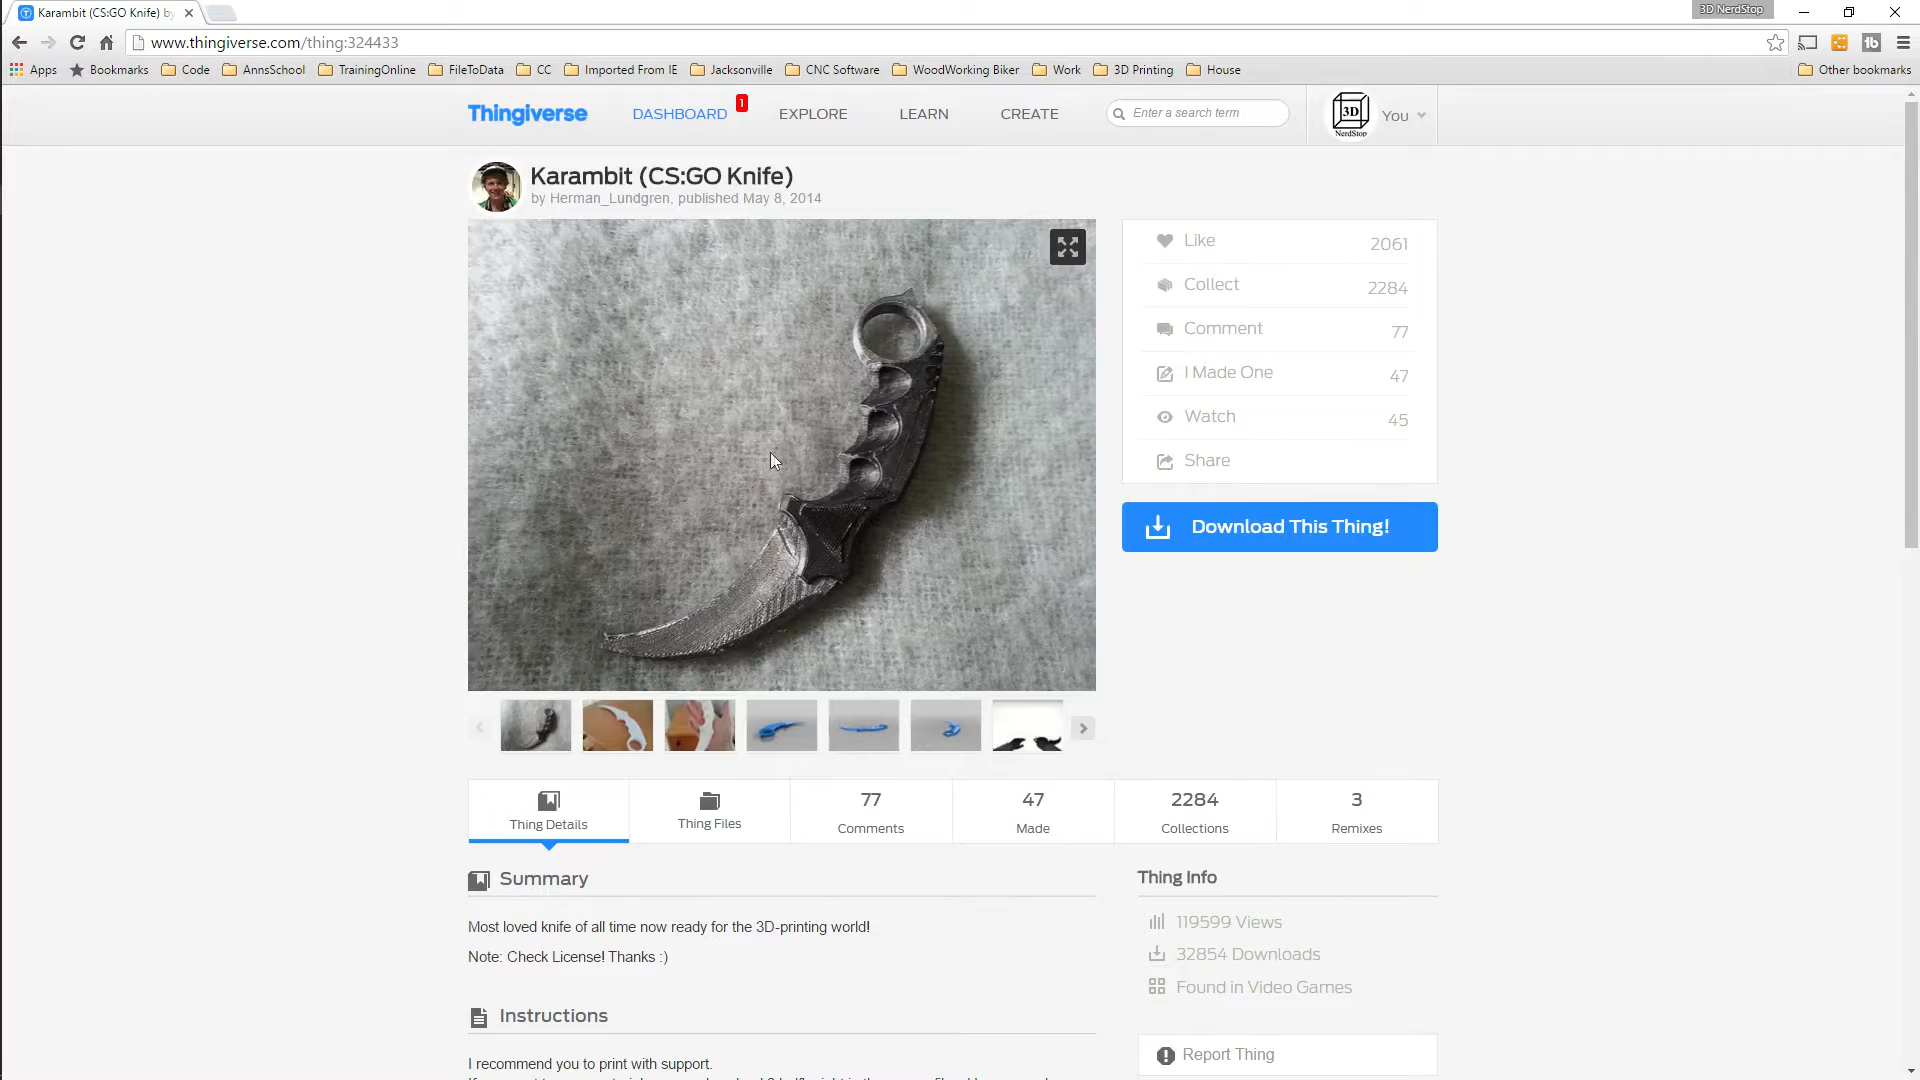 Karambit (CS:GO Knife) by
3D NerdStop
www.thingiverse.com/thing:324433
Apps Bookmarks Code AnnsSchool TrainingOnline FileToData CC Imported From IE Jacksonville CNC Software WoodWorking Biker Work 3D Printing House Other bookmarks
Thingiverse DASHBOARD 1 EXPLORE LEARN CREATE Enter a search term 3D NerdStop You
Karambit (CS:GO Knife)
by Herman_Lundgren, published May 8, 2014
Like 2061
Collect 2284
Comment 77
I Made One 47
Watch 45
Share
Download This Thing!
Thing Details
Thing Files
77 Comments
47 Made
2284 Collections
3 Remixes
Summary
Most loved knife of all time now ready for the 3D-printing world!
Note: Check License! Thanks :)
Instructions
I recommend you to print with support.
Thing Info
119599 Views
32854 Downloads
Found in Video Games
Report Thing